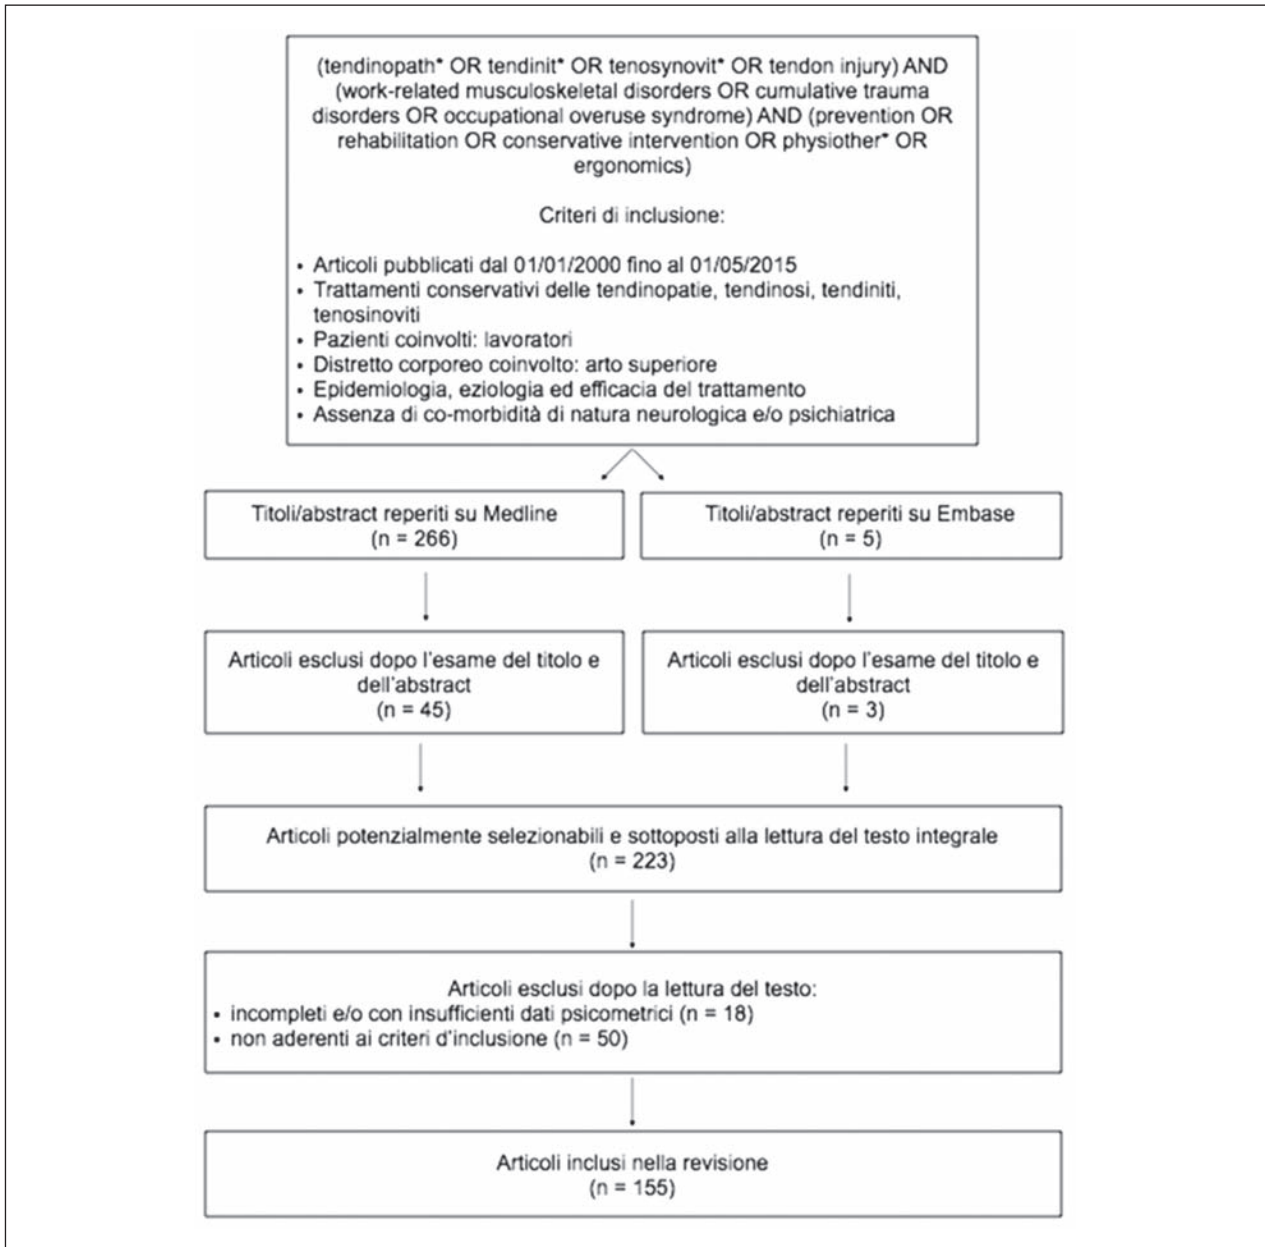 (tendinopath* OR tendinit* OR tenosynovit* OR tendon injury) AND
(work-related musculoskeletal disorders OR cumulative trauma
disorders OR occupational overuse syndrome) AND (prevention OR
rehabilitation OR conservative intervention OR physiother* OR
ergonomics)
Criteri di inclusione:
• Articoli pubblicati dal 01/01/2000 fino al 01/05/2015
• Trattamenti conservativi delle tendinopatie, tendinosi, tendiniti,
tenosinoviti
• Pazienti coinvolti: lavoratori
• Distretto corporeo coinvolto: arto superiore
• Epidemiologia, eziologia ed efficacia del trattamento
• Assenza di co-morbidità di natura neurologica e/o psichiatrica
Titoli/abstract reperiti su Medline
(n = 266)
Titoli/abstract reperiti su Embase
(n = 5)
Articoli esclusi dopo l'esame del titolo e
dell'abstract
(n = 45)
Articoli esclusi dopo l'esame del titolo e
dell'abstract
(n = 3)
Articoli potenzialmente selezionabili e sottoposti alla lettura del testo integrale
(n = 223)
Articoli esclusi dopo la lettura del testo:
• incompleti e/o con insufficienti dati psicometrici (n = 18)
• non aderenti ai criteri d'inclusione (n = 50)
Articoli inclusi nella revisione
(n = 155)